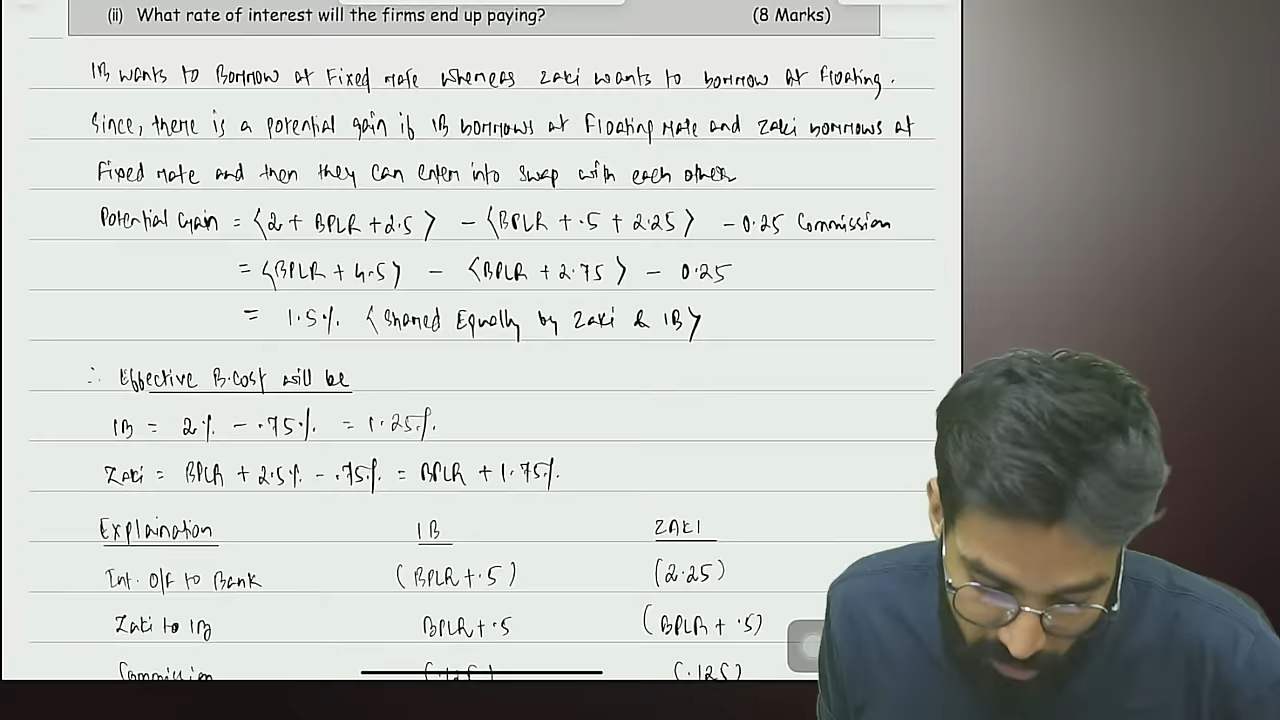 (ii) What rate of interest will the firms end up paying? (8 Marks)
IB wants to Borrow at Fixed rate whereas Zaki wants to borrow at floating.
Since, there is a potential gain if IB borrows at Floating rate and Zaki borrows at
Fixed rate and then they can enter into swap with each other
Potential Gain = <2 + BPLR + 2.5> - <BPLR + .5 + 2.25> - 0.25 Commission
= <BPLR + 4.5> - <BPLR + 2.75> - 0.25
= 1.5% <Shared Equally by Zaki & IB>
∴ Effective B.Cost will be
IB = 2% - .75% = 1.25%.
Zaki = BPLR + 2.5% - .75% = BPLR + 1.75%.
Explaination IB ZAKI
Int. O/F to Bank (BPLR + .5) (2.25)
Zaki to IB BPLR + .5 (BPLR + .5)
Commission (.125) (.125)